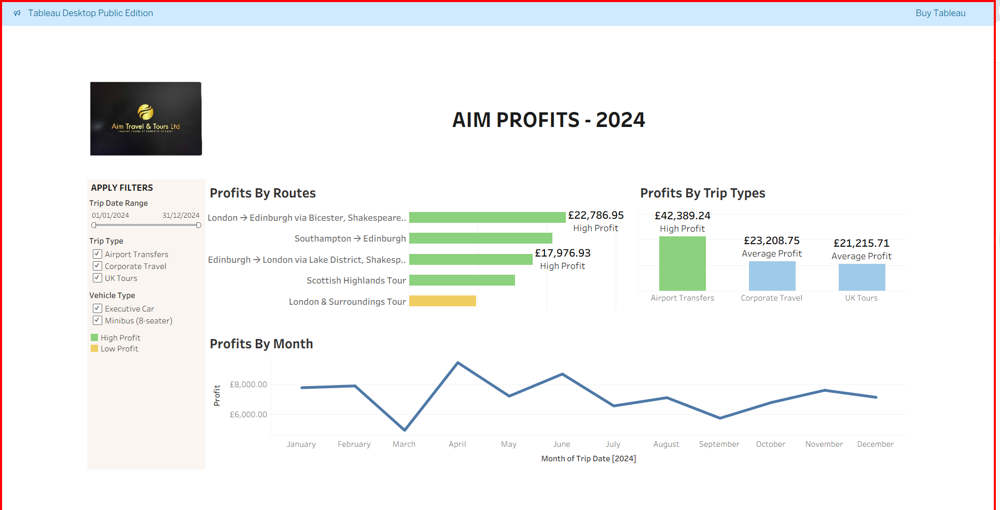 Tableau Desktop Public Edition
Buy Tableau
Aim Travel & Tours Ltd
PREMIUM TRAVEL AT COMPETITIVE RATES
AIM PROFITS - 2024
APPLY FILTERS
Trip Date Range
01/01/2024 31/12/2024
Trip Type
Airport Transfers
Corporate Travel
UK Tours
Vehicle Type
Executive Car
Minibus (8-seater)
High Profit
Low Profit
Profits By Routes
London → Edinburgh via Bicester, Shakespeare..
£22,786.95
High Profit
Southampton → Edinburgh
Edinburgh → London via Lake District, Shakesp..
£17,976.93
High Profit
Scottish Highlands Tour
London & Surroundings Tour
Profits By Trip Types
£42,389.24
High Profit
£23,208.75
Average Profit
£21,215.71
Average Profit
Airport Transfers
Corporate Travel
UK Tours
Profits By Month
Profit
£8,000.00
£6,000.00
January February March April May June July August September October November December
Month of Trip Date [2024]